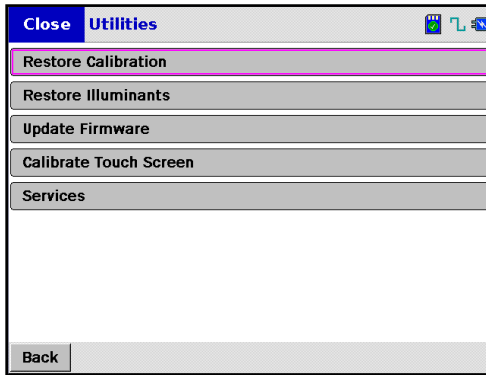 Close Utilities
Restore Calibration
Restore Illuminants
Update Firmware
Calibrate Touch Screen
Services
Back